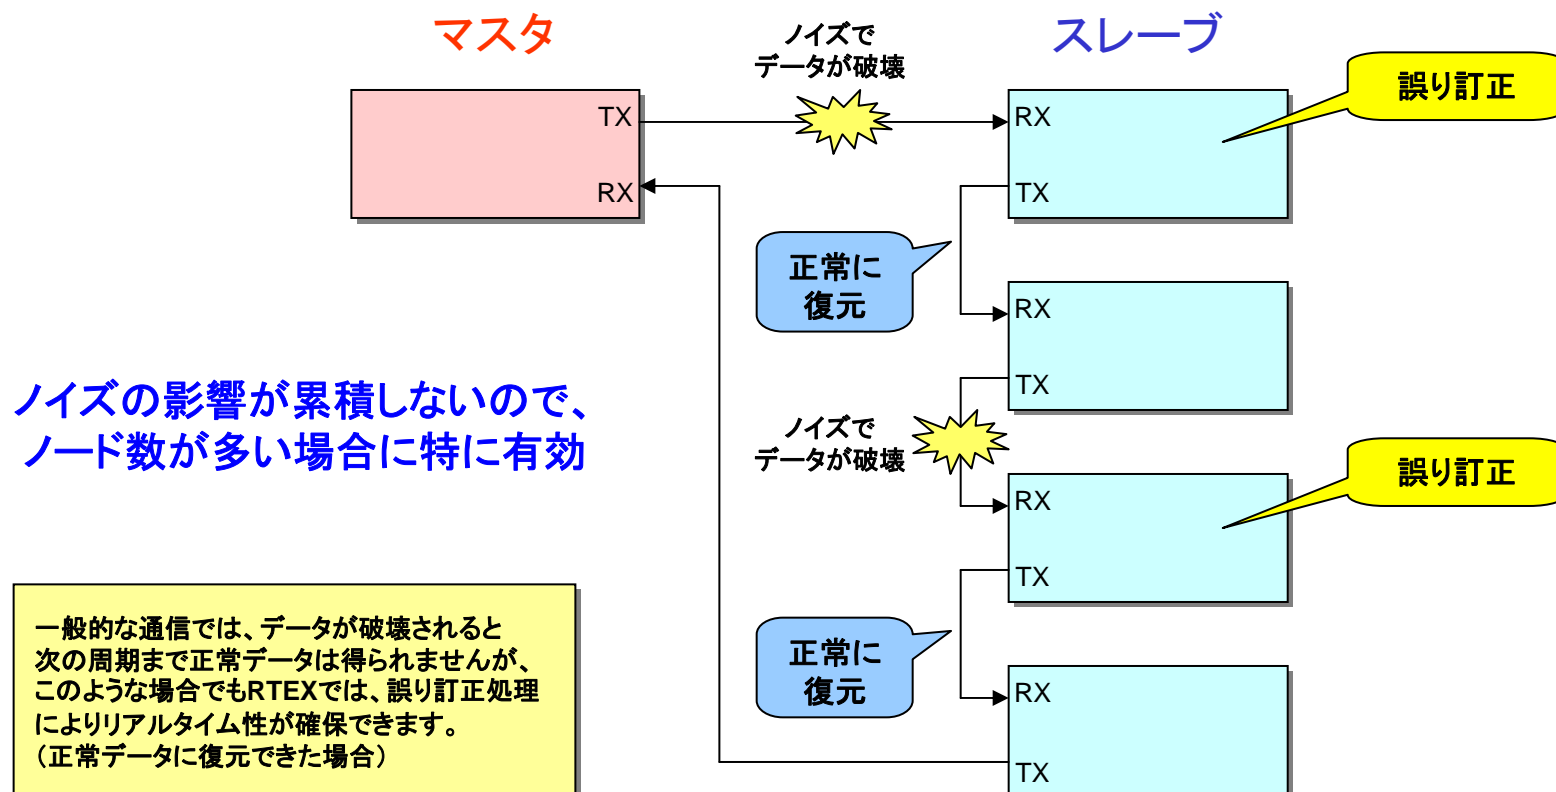 マスタ
ノイズで
データが破壊
スレーブ
誤り訂正
TX
RX
RX
TX
正常に
復元
RX
TX
ノイズの影響が累積しないので、
ノード数が多い場合に特に有効
ノイズで
データが破壊
誤り訂正
RX
TX
正常に
復元
RX
TX
一般的な通信では、データが破壊されると
次の周期まで正常データは得られませんが、
このような場合でもRTEXでは、誤り訂正処理
によりリアルタイム性が確保できます。
（正常データに復元できた場合）